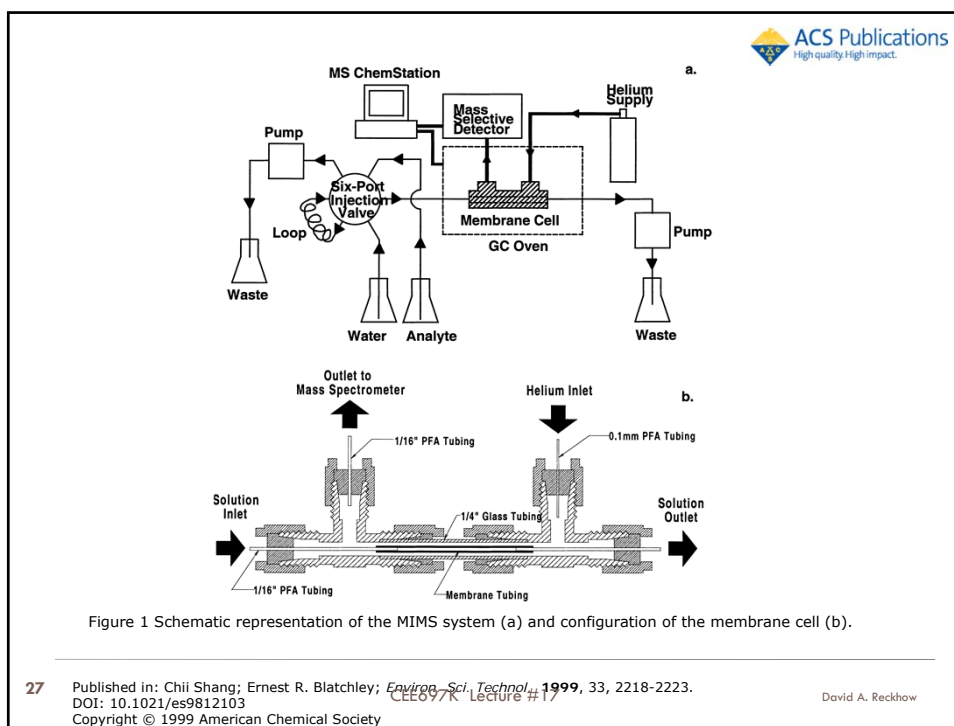 ACS Publications
High quality. High impact.
a.
MS ChemStation
Mass
Selective
Detector
Helium
Supply
Pump
Six-Port
Injection
Valve
Loop
Membrane Cell
GC Oven
Pump
Waste
Water
Analyte
Waste
b.
Outlet to
Mass Spectrometer
Helium Inlet
1/16" PFA Tubing
0.1mm PFA Tubing
Solution
Inlet
1/4" Glass Tubing
Solution
Outlet
1/16" PFA Tubing
Membrane Tubing
Figure 1 Schematic representation of the MIMS system (a) and configuration of the membrane cell (b).
27
Published in: Chii Shang; Ernest R. Blatchley; Environ. Sci. Technol. 1999, 33, 2218-2223.
CEE697K Lecture #17
David A. Reckhow
DOI: 10.1021/es9812103
Copyright © 1999 American Chemical Society